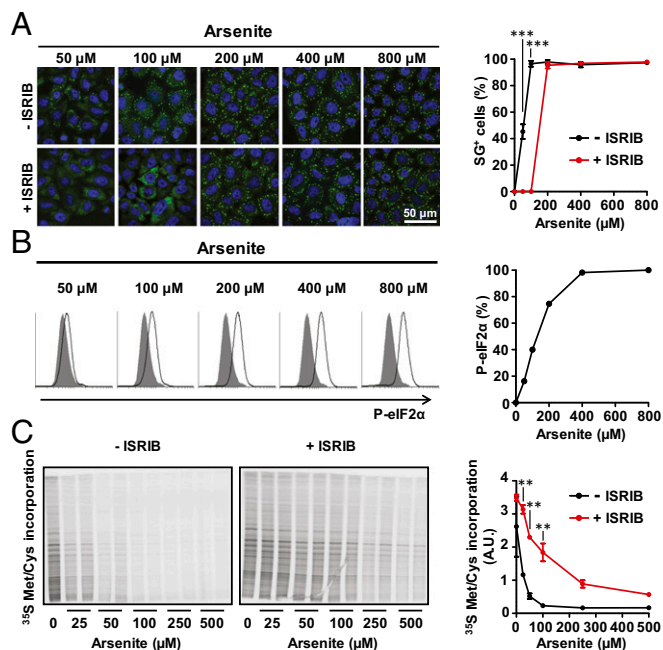 A
Arsenite
50 µM 100 µM 200 µM 400 µM 800 µM
- ISRIB
+ ISRIB
50 µm
SG+ cells (%)
100
80
60
40
20
0
*** ***
- ISRIB
+ ISRIB
0 200 400 600 800
Arsenite (µM)
B
Arsenite
50 µM 100 µM 200 µM 400 µM 800 µM
P-eIF2α
P-eIF2α (%)
100
80
60
40
20
0
0 200 400 600 800
Arsenite (µM)
C
- ISRIB + ISRIB
35S Met/Cys incorporation
0 25 50 100 250 500 0 25 50 100 250 500
Arsenite (µM) Arsenite (µM)
35S Met/Cys incorporation
(A.U.)
4
3
2
1
0
**
**
**
- ISRIB
+ ISRIB
0 100 200 300 400 500
Arsenite (µM)